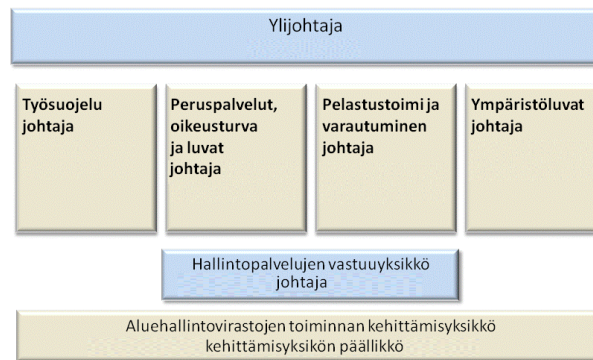 Ylijohtaja
Työsuojelu
johtaja
Peruspalvelut,
oikeusturva
ja luvat
johtaja
Pelastustoimi ja
varautuminen
johtaja
Ympäristöluvat
johtaja
Hallintopalvelujen vastuuyksikkö
johtaja
Aluehallintovirastojen toiminnan kehittämisyksikkö
kehittämisyksikön päällikkö